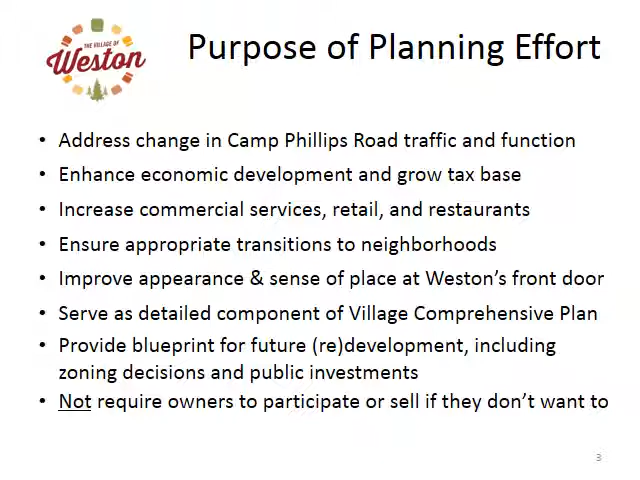 THE VILLAGE OF
Weston
Purpose of Planning Effort
• Address change in Camp Phillips Road traffic and function
• Enhance economic development and grow tax base
• Increase commercial services, retail, and restaurants
• Ensure appropriate transitions to neighborhoods
• Improve appearance & sense of place at Weston’s front door
• Serve as detailed component of Village Comprehensive Plan
• Provide blueprint for future (re)development, including
zoning decisions and public investments
• Not require owners to participate or sell if they don’t want to
3